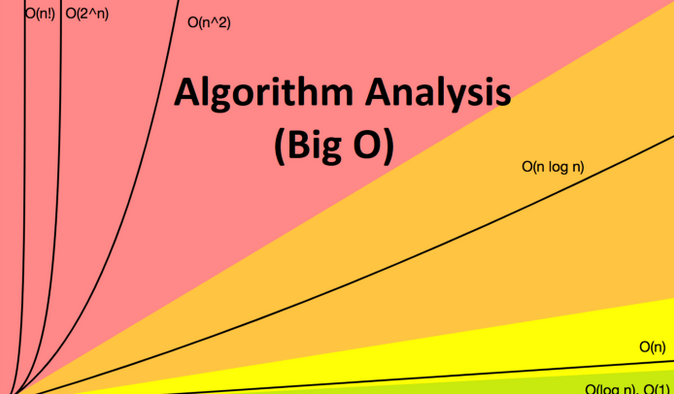 O(n!) O(2^n)
O(n^2)
Algorithm Analysis
(Big O)
O(n log n)
O(n)
O(log n), O(1)